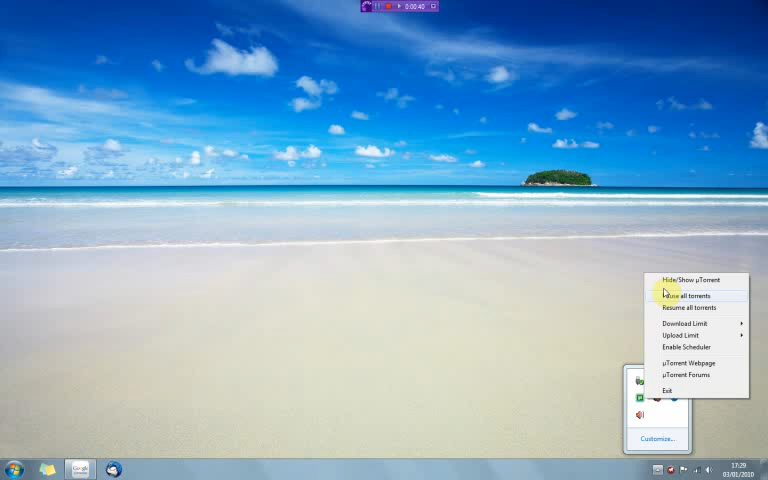 0:00:40
Hide/Show µTorrent
Pause all torrents
Resume all torrents
Download Limit
Upload Limit
Enable Scheduler
µTorrent Webpage
µTorrent Forums
Exit
Customize...
Google
17:29
03/01/2010